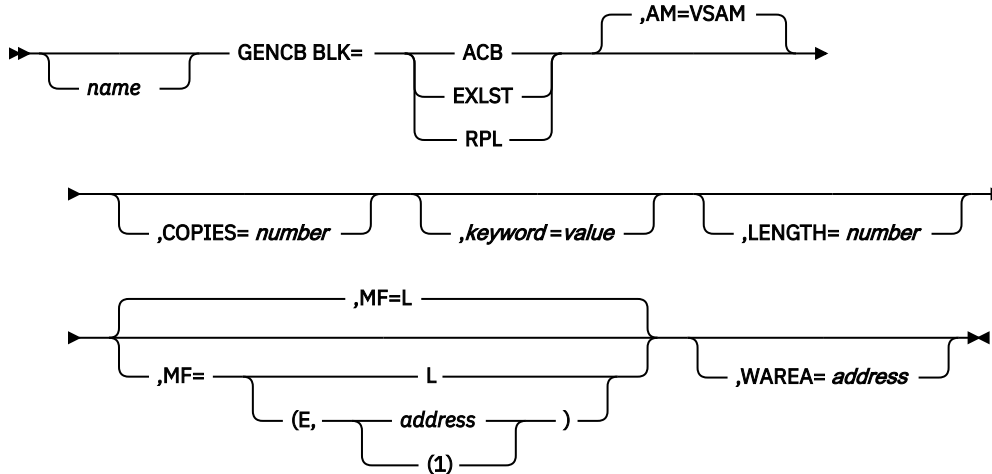 ,AM=VSAM
name
GENCB BLK=
ACB
EXLST
RPL
,COPIES= number
,keyword =value
,LENGTH= number
,MF=L
,MF=
L
(E,
address
)
(1)
,WAREA= address